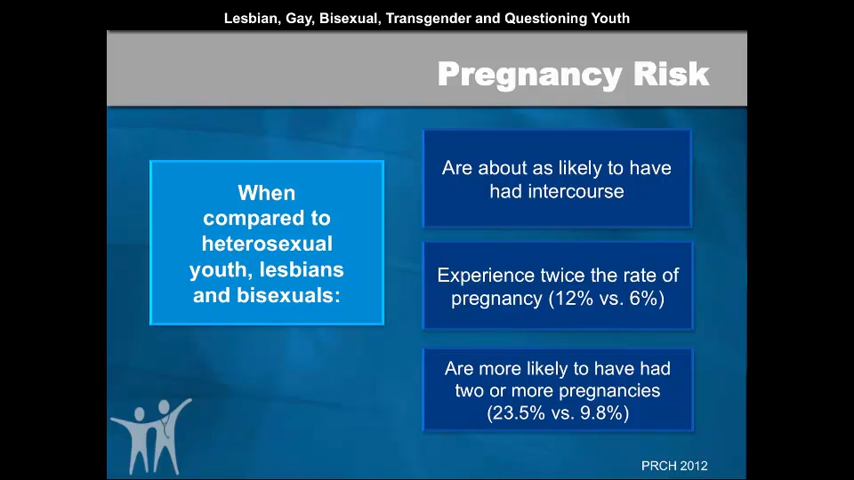 Lesbian, Gay, Bisexual, Transgender and Questioning Youth
Pregnancy Risk
When
compared to
heterosexual
youth, lesbians
and bisexuals:
Are about as likely to have
had intercourse
Experience twice the rate of
pregnancy (12% vs. 6%)
Are more likely to have had
two or more pregnancies
(23.5% vs. 9.8%)
PRCH 2012